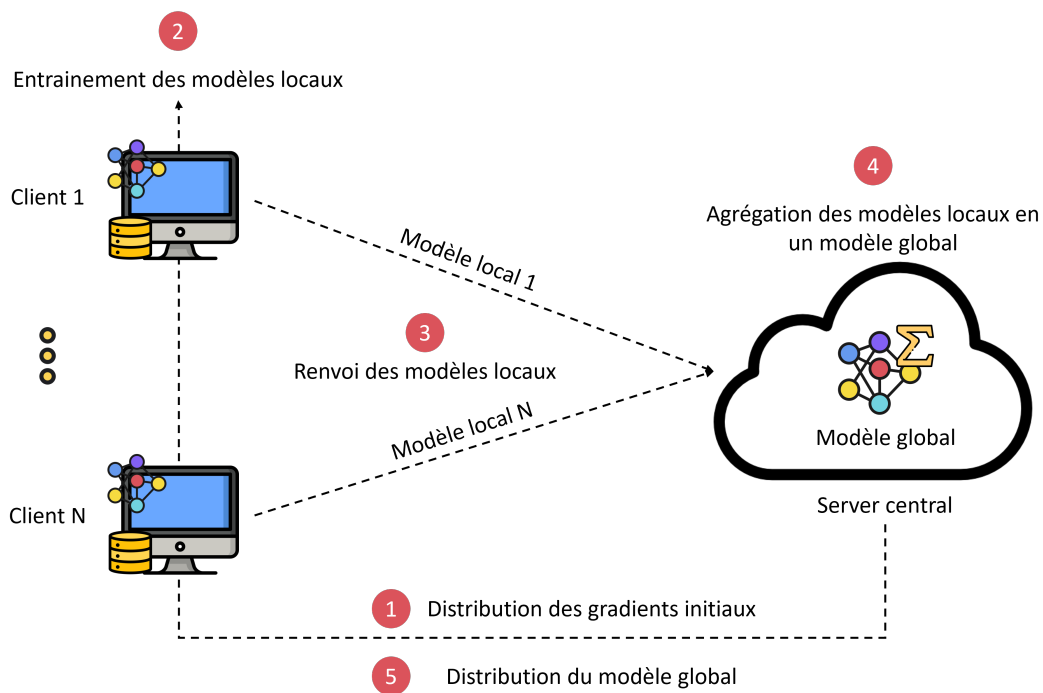 2
Entrainement des modèles locaux
Client 1
4
Agrégation des modèles locaux en
un modèle global
Modèle local 1
3
Renvoi des modèles locaux
Modèle local N
Σ
Modèle global
Client N
Server central
1 Distribution des gradients initiaux
5 Distribution du modèle global